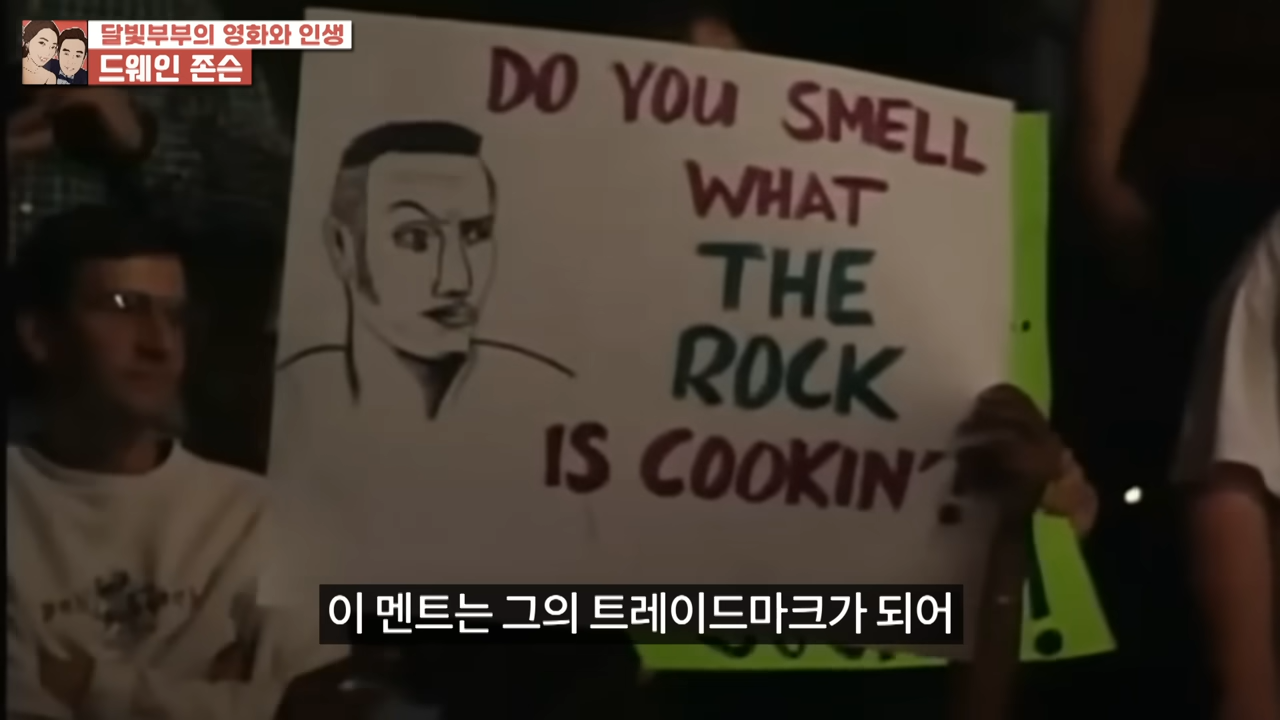 달빛부부의 영화와 인생
드웨인 존슨
DO YOU SMELL
WHAT
THE
ROCK
IS COOKIN'?
이 멘트는 그의 트레이드마크가 되어